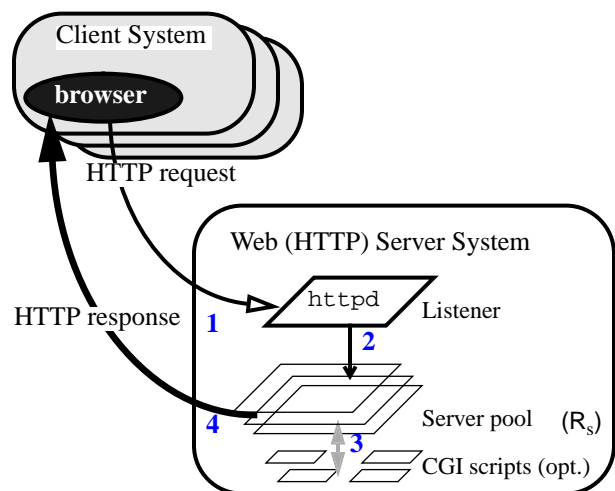 Client System
browser
HTTP request
Web (HTTP) Server System
httpd
Listener
HTTP response
1
2
4
3
Server pool (Rs)
CGI scripts (opt.)